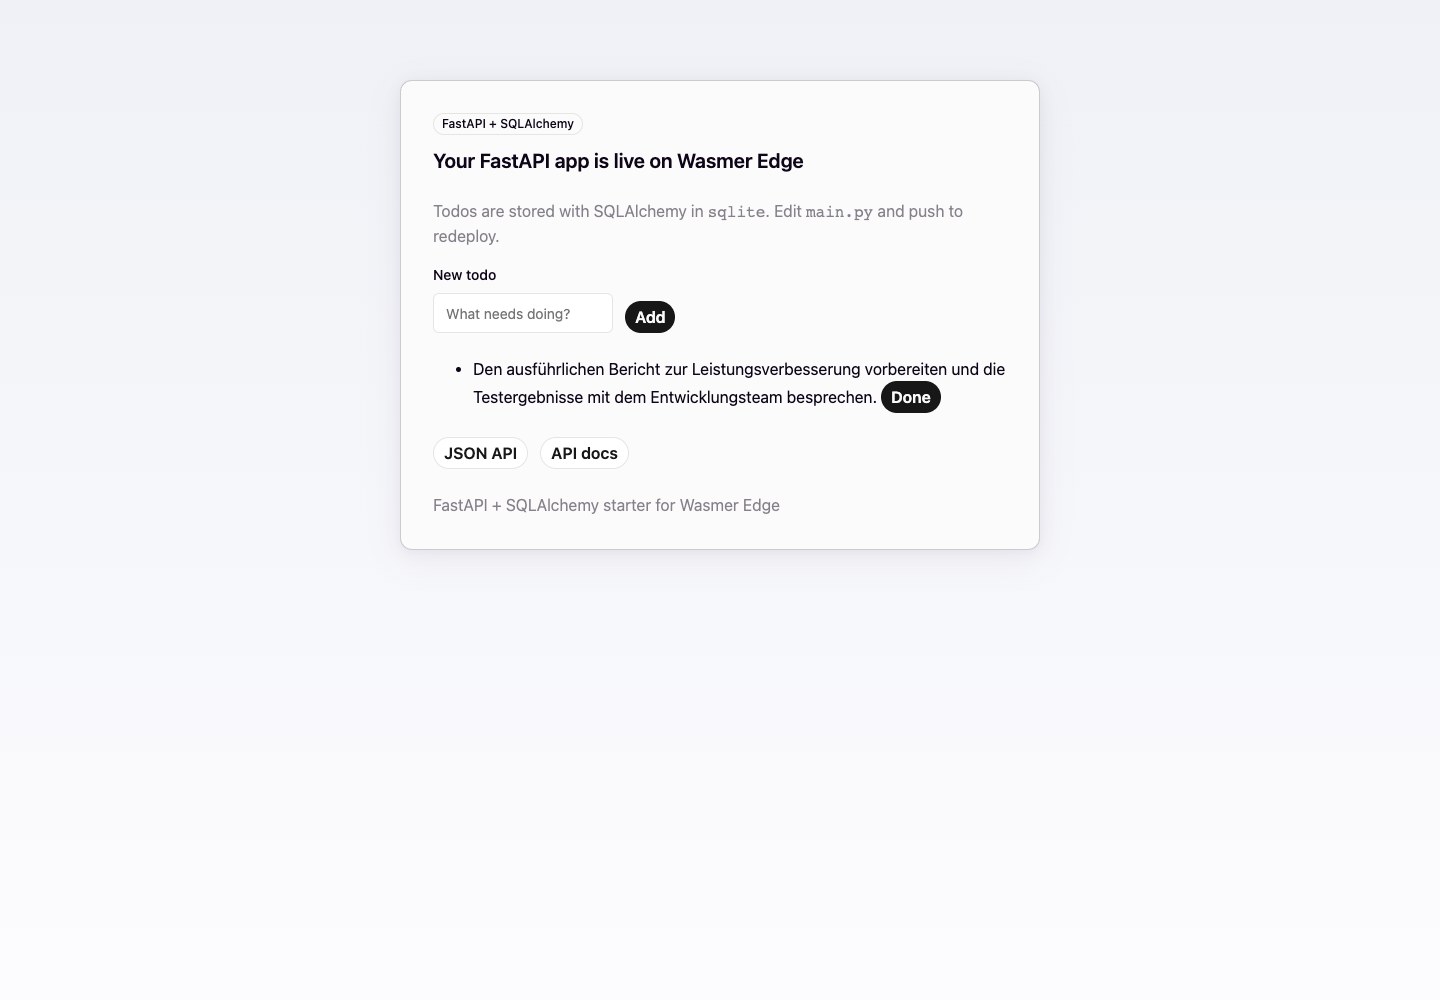 FastAPI + SQLAlchemy
Your FastAPI app is live on Wasmer Edge
Todos are stored with SQLAlchemy in sqlite. Edit main.py and push to
redeploy.
New todo
What needs doing?
Add
Den ausführlichen Bericht zur Leistungsverbesserung vorbereiten und die
Testergebnisse mit dem Entwicklungsteam besprechen. Done
JSON API API docs
FastAPI + SQLAlchemy starter for Wasmer Edge